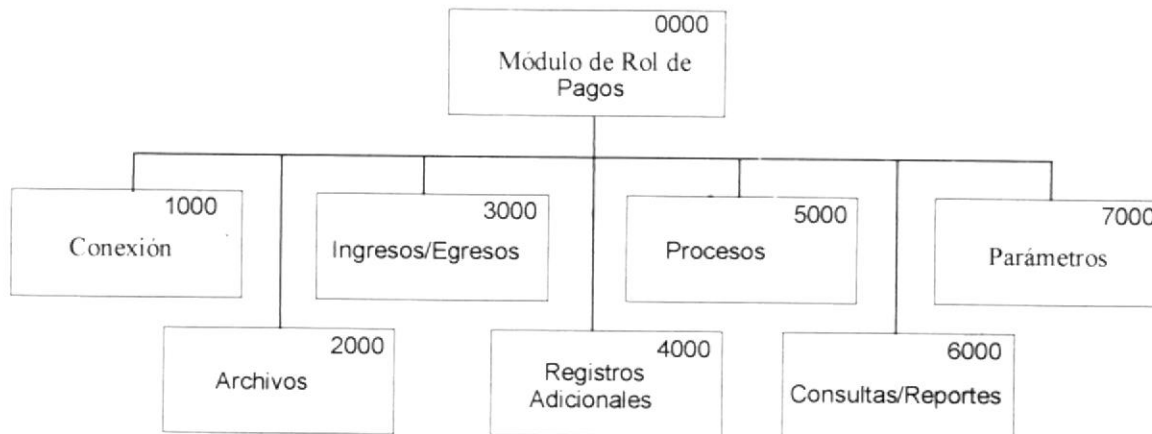 0000
Módulo de Rol de
Pagos
1000
Conexión
3000
Ingresos/Egresos
5000
Procesos
7000
Parámetros
2000
Archivos
4000
Registros
Adicionales
6000
Consultas/Reportes